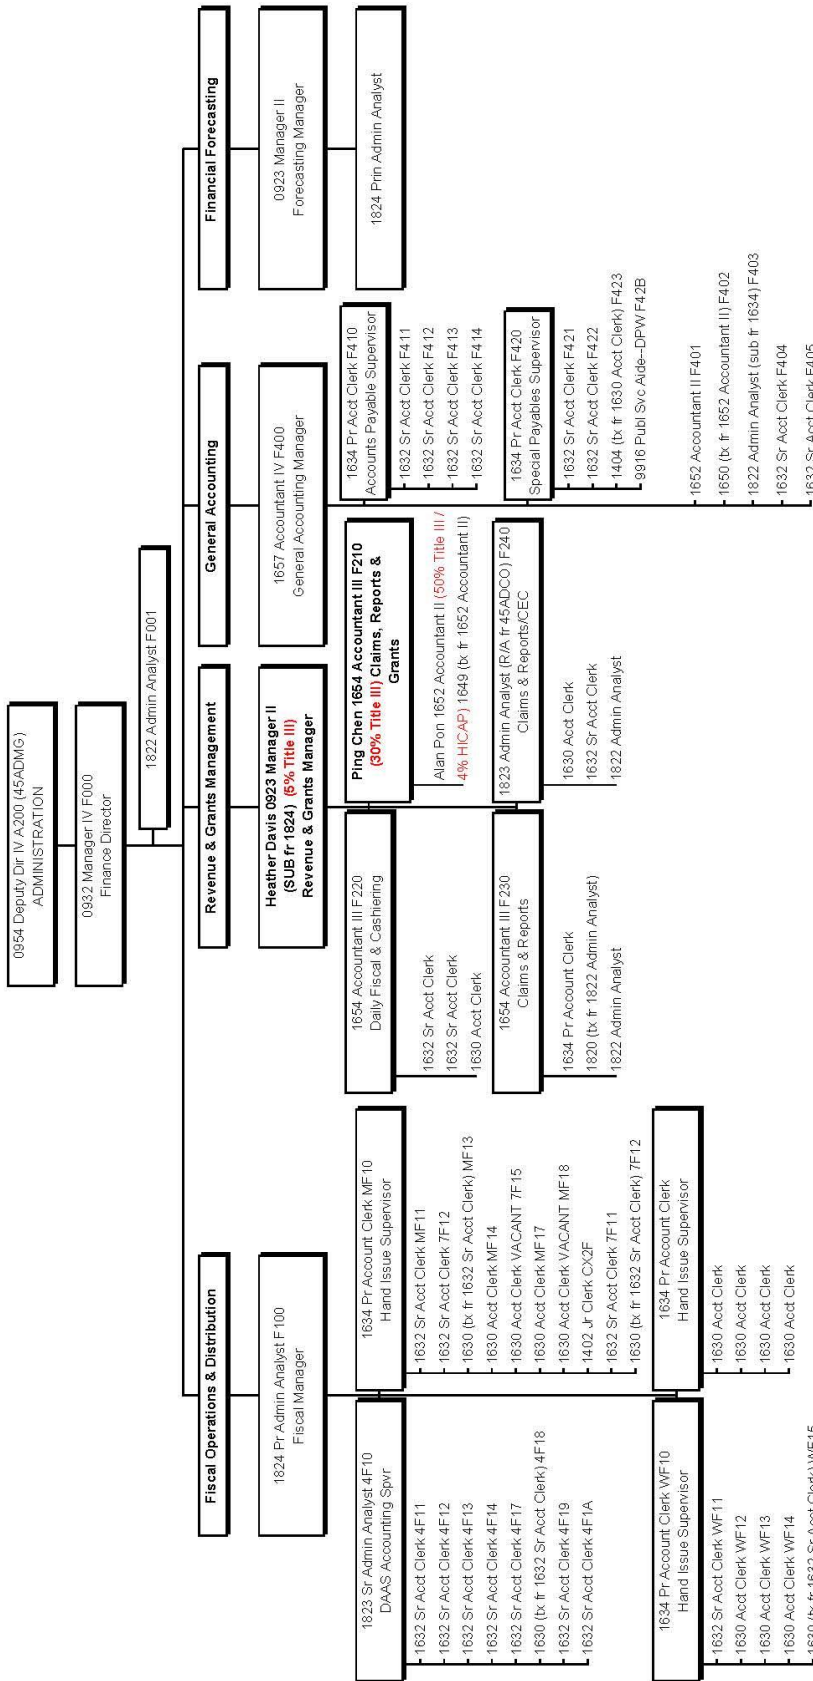 0954 Deputy Dir IV A200 (45ADMG)
ADMINISTRATION
0932 Manager IV F000
Finance Director
1822 Admin Analyst F001
Fiscal Operations & Distribution
1824 Pr Admin Analyst F100
Fiscal Manager
1823 Sr Admin Analyst 4F10
DAAS Accounting Spvr
1632 Sr Acct Clerk 4F11
1632 Sr Acct Clerk 4F12
1632 Sr Acct Clerk 4F13
1632 Sr Acct Clerk 4F14
1632 Sr Acct Clerk 4F17
1630 (tx fr 1632 Sr Acct Clerk) 4F18
1632 Sr Acct Clerk 4F19
1632 Sr Acct Clerk 4F1A
1634 Pr Account Clerk MF10
Hand Issue Supervisor
1632 Sr Acct Clerk MF11
1632 Sr Acct Clerk 7F12
1630 (tx fr 1632 Sr Acct Clerk) MF13
1630 Acct Clerk MF14
1630 Acct Clerk VACANT 7F15
1630 Acct Clerk MF17
1630 Acct Clerk VACANT MF18
1402 Jr Clerk CX2F
1632 Sr Acct Clerk 7F11
1630 (tx fr 1632 Sr Acct Clerk) 7F12
1634 Pr Account Clerk WF10
Hand Issue Supervisor
1632 Sr Acct Clerk WF11
1630 Acct Clerk WF12
1630 Acct Clerk WF13
1630 Acct Clerk WF14
1630 (tx fr 1632 Sr Acct Clerk) WF15
1634 Pr Account Clerk
Hand Issue Supervisor
1630 Acct Clerk
1630 Acct Clerk
1630 Acct Clerk
1630 Acct Clerk
Revenue & Grants Management
Heather Davis 0923 Manager II
(SUB fr 1824) (5% Title III)
Revenue & Grants Manager
1654 Accountant III F220
Daily Fiscal & Cashiering
1632 Sr Acct Clerk
1632 Sr Acct Clerk
1630 Acct Clerk
Ping Chen 1654 Accountant III F210
(30% Title III) Claims, Reports &
Grants
Alan Pon 1652 Accountant II (50% Title III /
4% HICAP) 1649 (tx fr 1652 Accountant II)
1654 Accountant III F230
Claims & Reports
1634 Pr Account Clerk
1820 (tx fr 1822 Admin Analyst)
1822 Admin Analyst
1823 Admin Analyst (R/A fr 45ADCO) F240
Claims & Reports/CEC
1630 Acct Clerk
1632 Sr Acct Clerk
1822 Admin Analyst
General Accounting
1657 Accountant IV F400
General Accounting Manager
1634 Pr Acct Clerk F410
Accounts Payable Supervisor
1632 Sr Acct Clerk F411
1632 Sr Acct Clerk F412
1632 Sr Acct Clerk F413
1632 Sr Acct Clerk F414
1634 Pr Acct Clerk F420
Special Payables Supervisor
1632 Sr Acct Clerk F421
1632 Sr Acct Clerk F422
1404 (tx fr 1630 Acct Clerk) F423
9916 Publ Svc Aide--DPW F42B
1652 Accountant II F401
1650 (tx fr 1652 Accountant II) F402
1822 Admin Analyst (sub fr 1634) F403
1632 Sr Acct Clerk F404
1632 Sr Acct Clerk F405
Financial Forecasting
0923 Manager II
Forecasting Manager
1824 Prin Admin Analyst